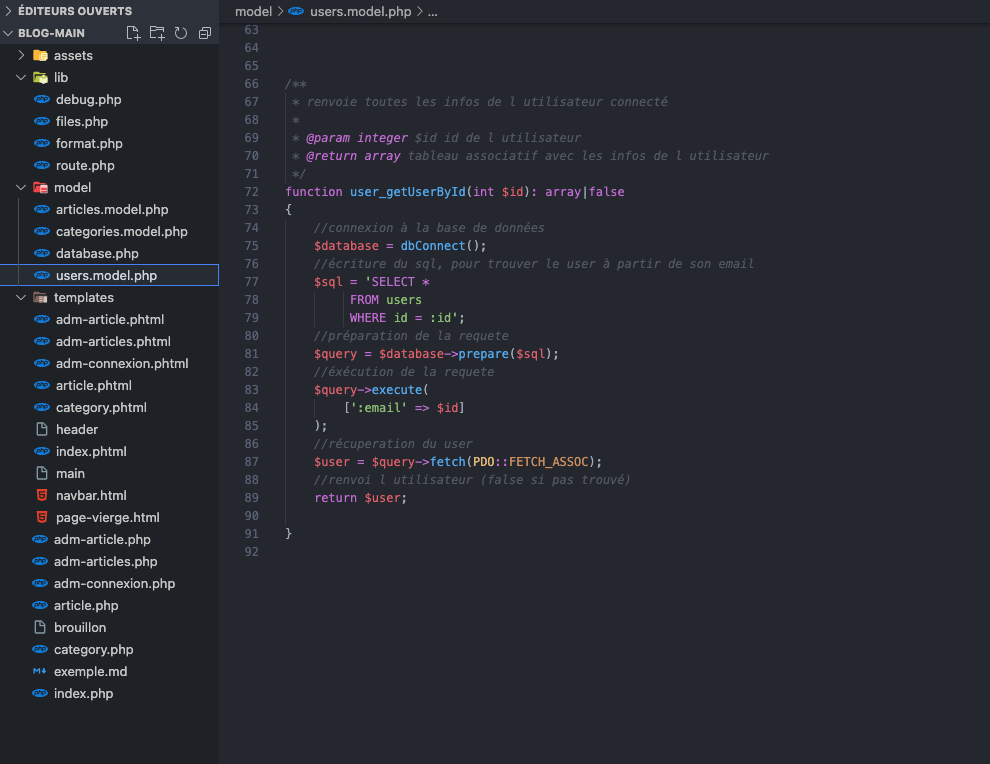 ÉDITEURS OUVERTS
BLOG-MAIN
assets
lib
debug.php
files.php
format.php
route.php
model
articles.model.php
categories.model.php
database.php
users.model.php
templates
adm-article.phtml
adm-articles.phtml
adm-connexion.phtml
article.phtml
category.phtml
header
index.phtml
main
navbar.html
page-vierge.html
adm-article.php
adm-articles.php
adm-connexion.php
article.php
brouillon
category.php
exemple.md
index.php
model > users.model.php > ...
63
64
65
66 /**
67 * renvoie toutes les infos de l utilisateur connecté
68 *
69 * @param integer $id id de l utilisateur
70 * @return array tableau associatif avec les infos de l utilisateur
71 */
72 function user_getUserById(int $id): array|false
73 {
74 //connexion à la base de données
75 $database = dbConnect();
76 //écriture du sql, pour trouver le user à partir de son email
77 $sql = 'SELECT *
78 FROM users
79 WHERE id = :id';
80 //préparation de la requete
81 $query = $database->prepare($sql);
82 //éxécution de la requete
83 $query->execute(
84 [':email' => $id]
85 );
86 //récuperation du user
87 $user = $query->fetch(PDO::FETCH_ASSOC);
88 //renvoi l utilisateur (false si pas trouvé)
89 return $user;
90
91 }
92